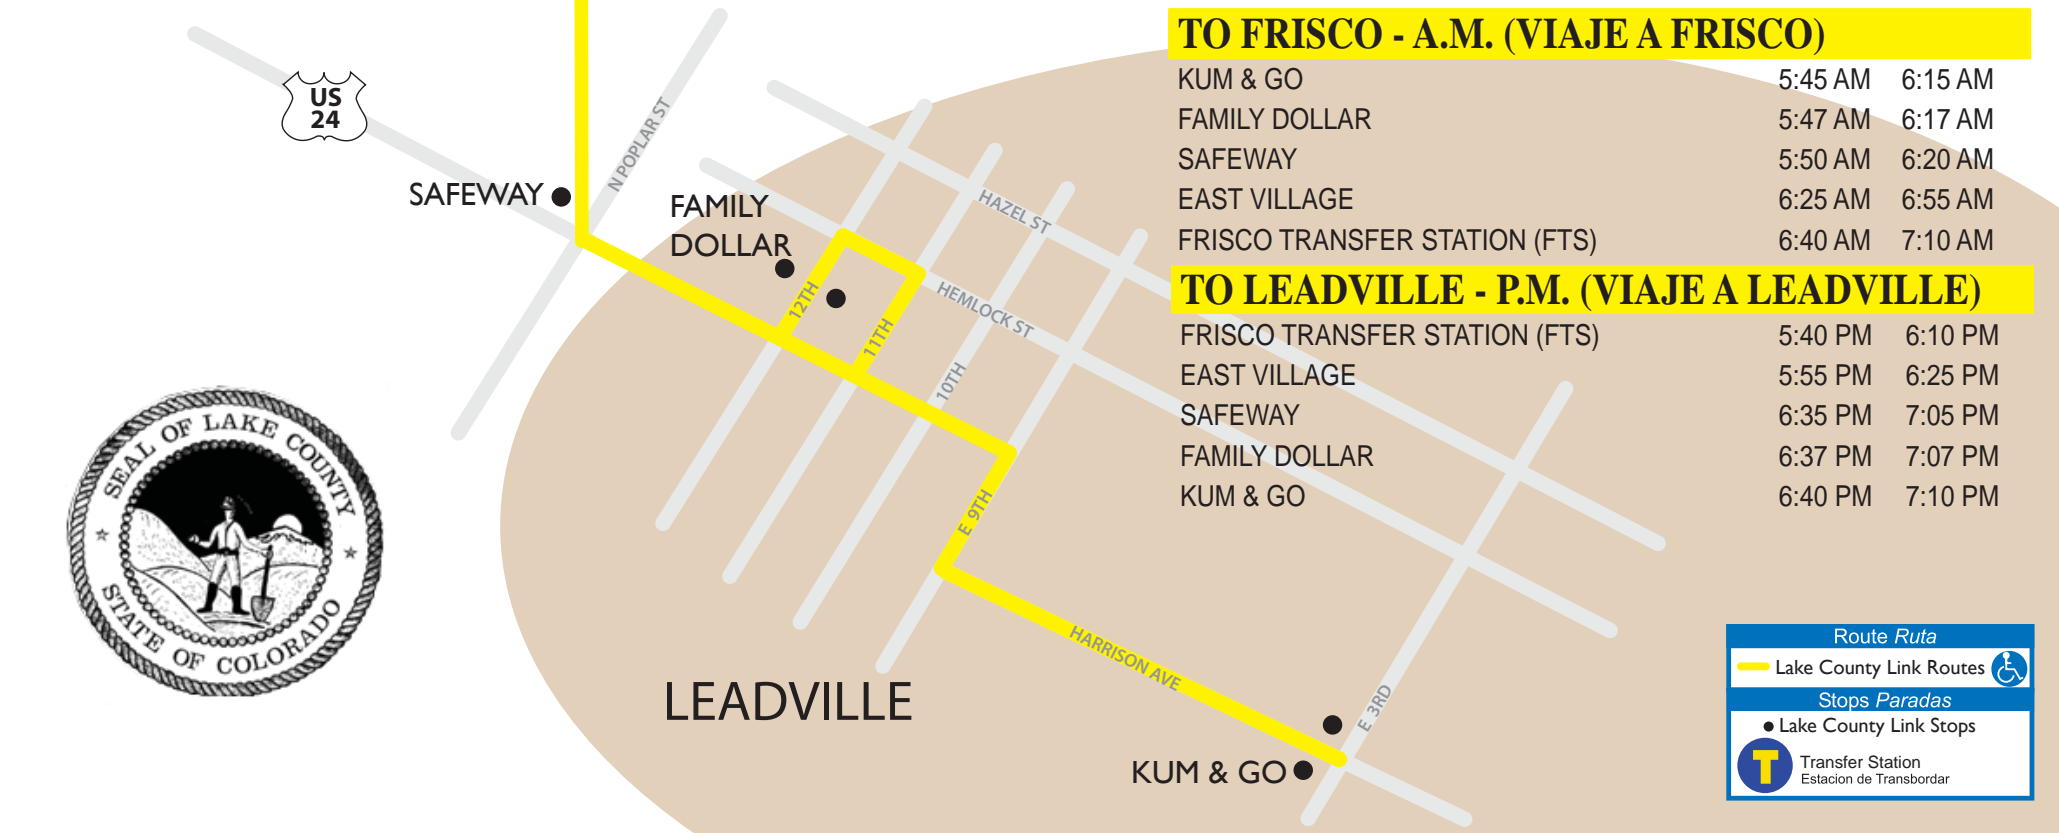 TO FRISCO - A.M. (VIAJE A FRISCO)
KUM & GO 5:45 AM 6:15 AM
FAMILY DOLLAR 5:47 AM 6:17 AM
SAFEWAY 5:50 AM 6:20 AM
EAST VILLAGE 6:25 AM 6:55 AM
FRISCO TRANSFER STATION (FTS) 6:40 AM 7:10 AM
TO LEADVILLE - P.M. (VIAJE A LEADVILLE)
FRISCO TRANSFER STATION (FTS) 5:40 PM 6:10 PM
EAST VILLAGE 5:55 PM 6:25 PM
SAFEWAY 6:35 PM 7:05 PM
FAMILY DOLLAR 6:37 PM 7:07 PM
KUM & GO 6:40 PM 7:10 PM
US
24
N POPLAR ST
SAFEWAY
FAMILY
DOLLAR
HAZEL ST
HEMLOCK ST
12TH
11TH
10TH
E 9TH
HARRISON AVE
E 3RD
LEADVILLE
KUM & GO
SEAL OF LAKE COUNTY
STATE OF COLORADO
Route Ruta
Lake County Link Routes
Stops Paradas
Lake County Link Stops
T
Transfer Station
Estacion de Transbordar